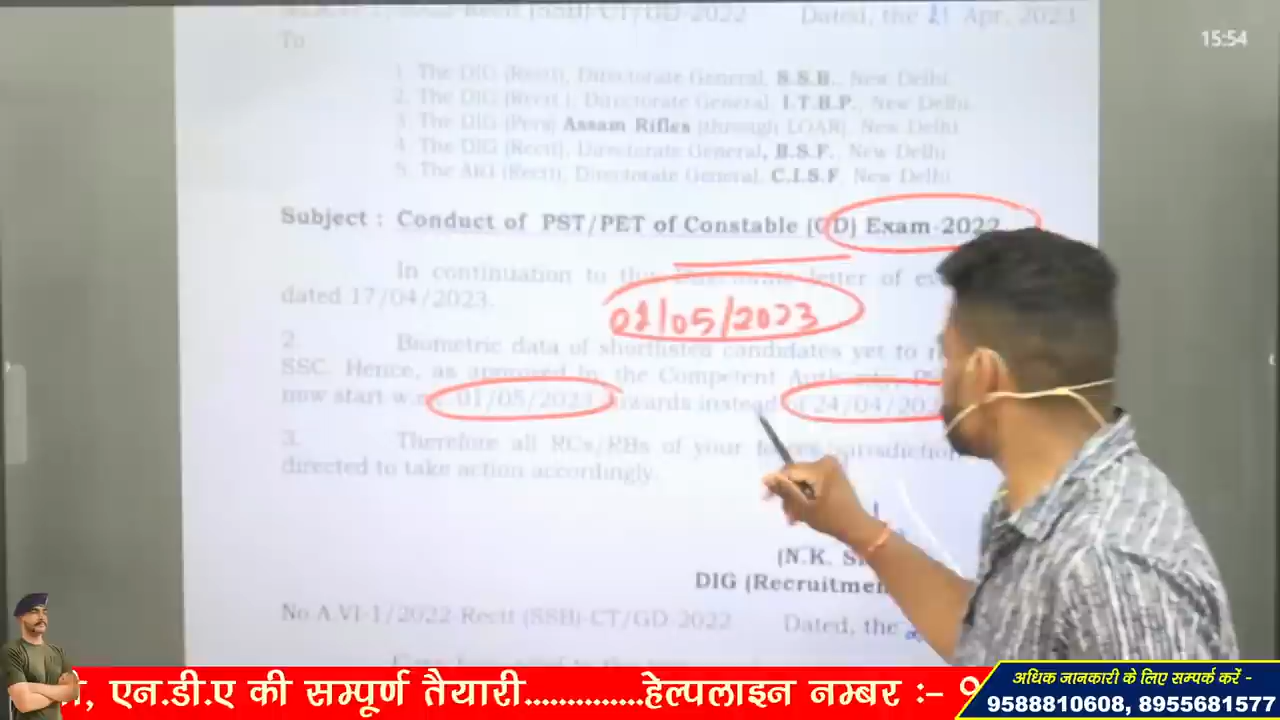 Dated, the 21 Apr, 2023
15:54
To
1. The DIG (Rectt), Directorate General, S.S.B., New Delhi
2. The DIG (Rectt ), Directorate General, I.T.B.P., New Delhi
3. The DIG (Pers) Assam Rifles (through LOAR), New Delhi
4. The DIG (Rectt), Directorate General, B.S.F., New Delhi
5. The AIG (Rectt), Directorate General, C.I.S.F, New Delhi
Subject : Conduct of PST/PET of Constable (GD) Exam-2022
In continuation to this letter of
dated 17/04/2023.
01/05/2023
2. Biometric data of shortlisted candidates yet to
SSC. Hence, as approved by the Competent
now start 01/05/2023 instead 24/04/20
3. Therefore all RCs/RBs of your forces jurisdiction
directed to take action accordingly.
(N.K.
DIG (Recruitmen
No A.VI-1/2022-Rectt (SSB)-CT/GD-2022 Dated, the
एन.डी.ए की सम्पूर्ण तैयारी..............हेल्पलाइन नम्बर :- 9
अधिक जानकारी के लिए सम्पर्क करें -
9588810608, 8955681577